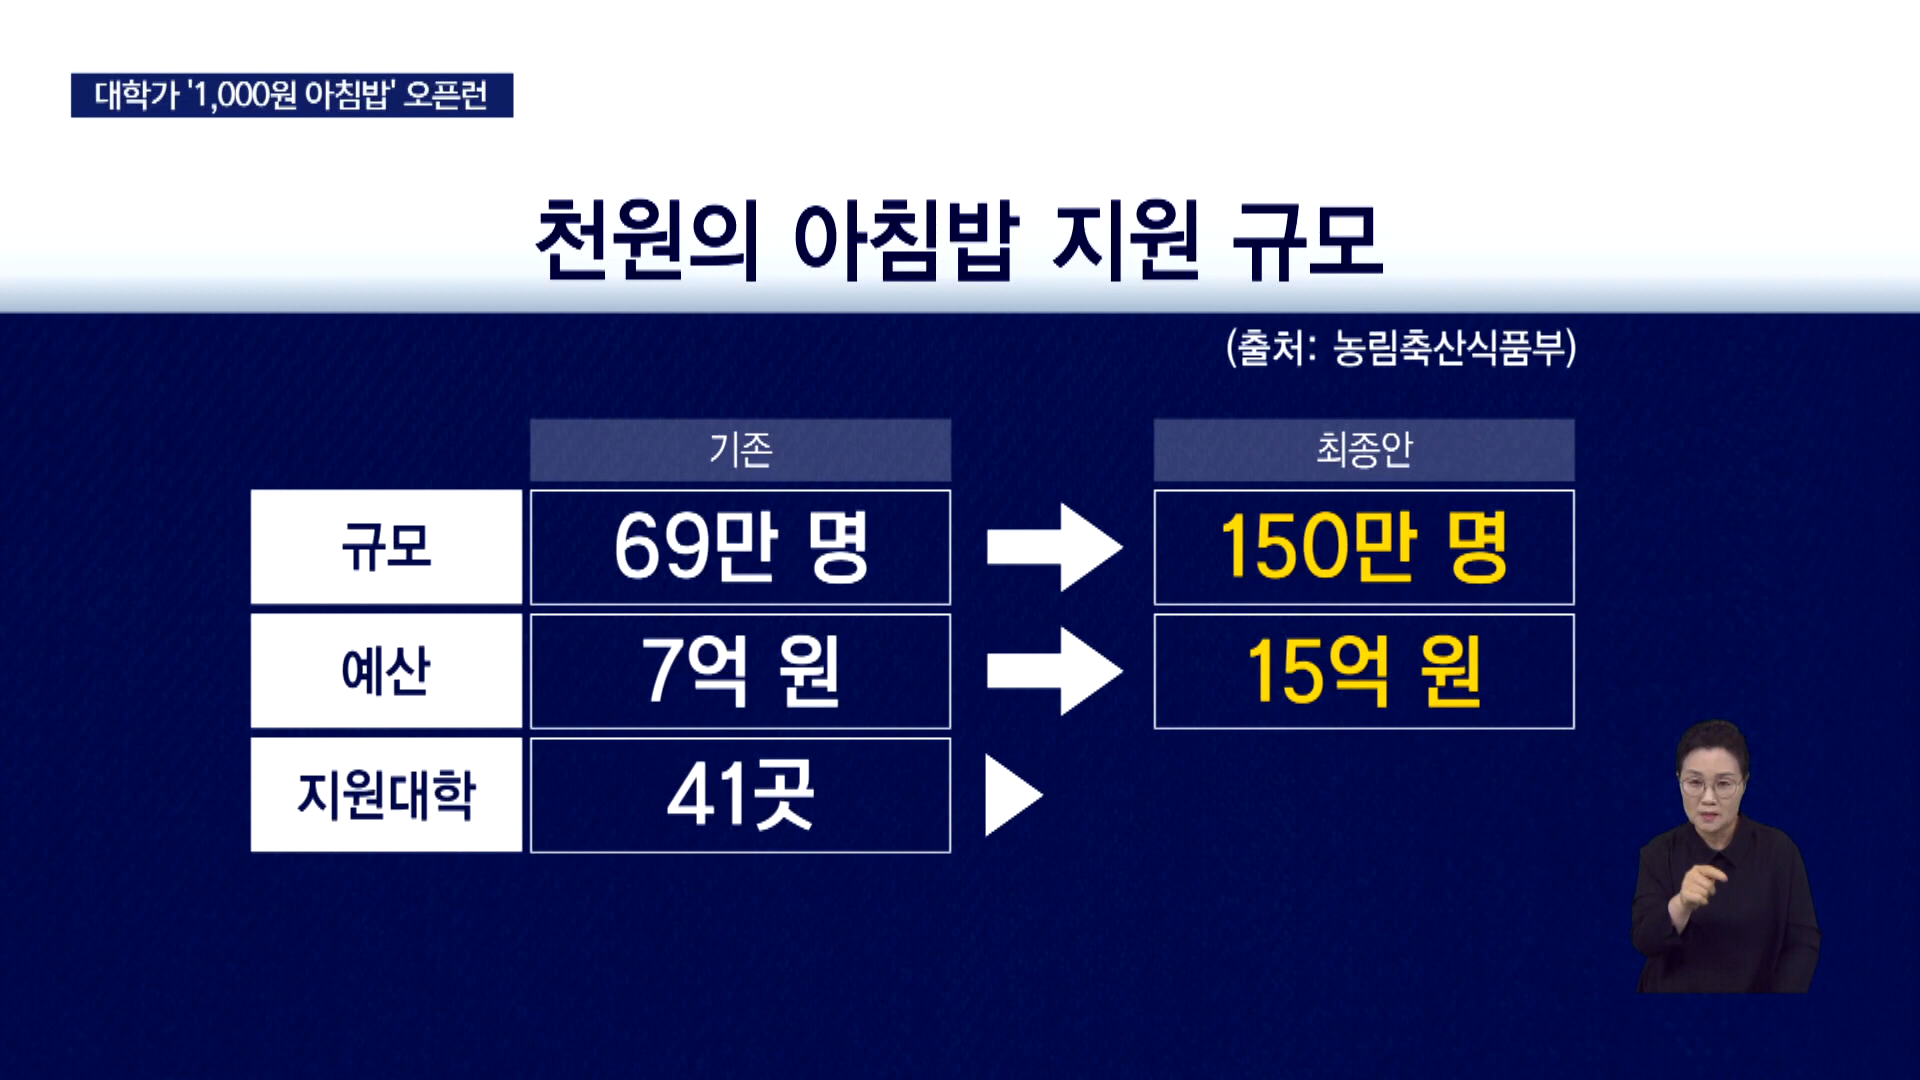 대학가 '1,000원 아침밥' 오픈런
천원의 아침밥 지원 규모
(출처: 농림축산식품부)
기존 최종안
규모 69만 명 150만 명
예산 7억 원 15억 원
지원대학 41곳